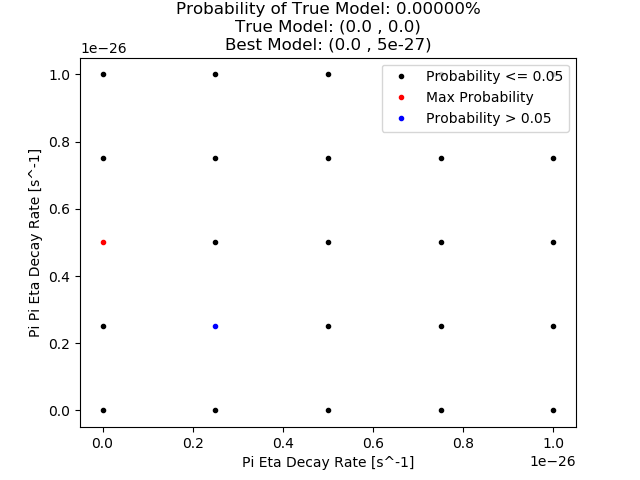 Probability of True Model: 0.00000%
True Model: (0.0 , 0.0)
Best Model: (0.0 , 5e-27)
1e−26
Probability <= 0.05
Max Probability
Probability > 0.05
1.0
0.8
0.6
0.4
0.2
0.0
Pi Pi Eta Decay Rate [s^-1]
0.0 0.2 0.4 0.6 0.8 1.0
Pi Eta Decay Rate [s^-1]
1e−26